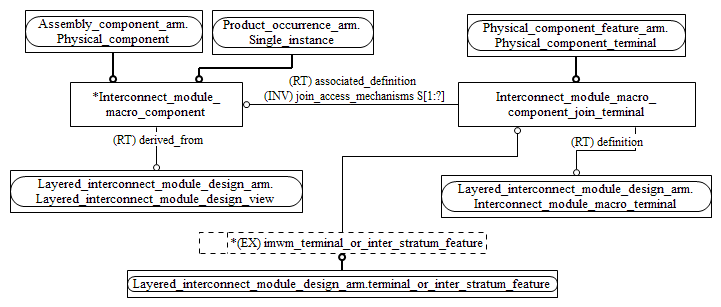 Assembly_component_arm.
Physical_component
Product_occurrence_arm.
Single_instance
Physical_component_feature_arm.
Physical_component_terminal
(RT) associated_definition
(INV) join_access_mechanisms S[1:?]
*Interconnect_module_
macro_component
Interconnect_module_macro_
component_join_terminal
(RT) derived_from
(RT) definition
Layered_interconnect_module_design_arm.
Layered_interconnect_module_design_view
Layered_interconnect_module_design_arm.
Interconnect_module_macro_terminal
*(EX) imwm_terminal_or_inter_stratum_feature
Layered_interconnect_module_design_arm.terminal_or_inter_stratum_feature